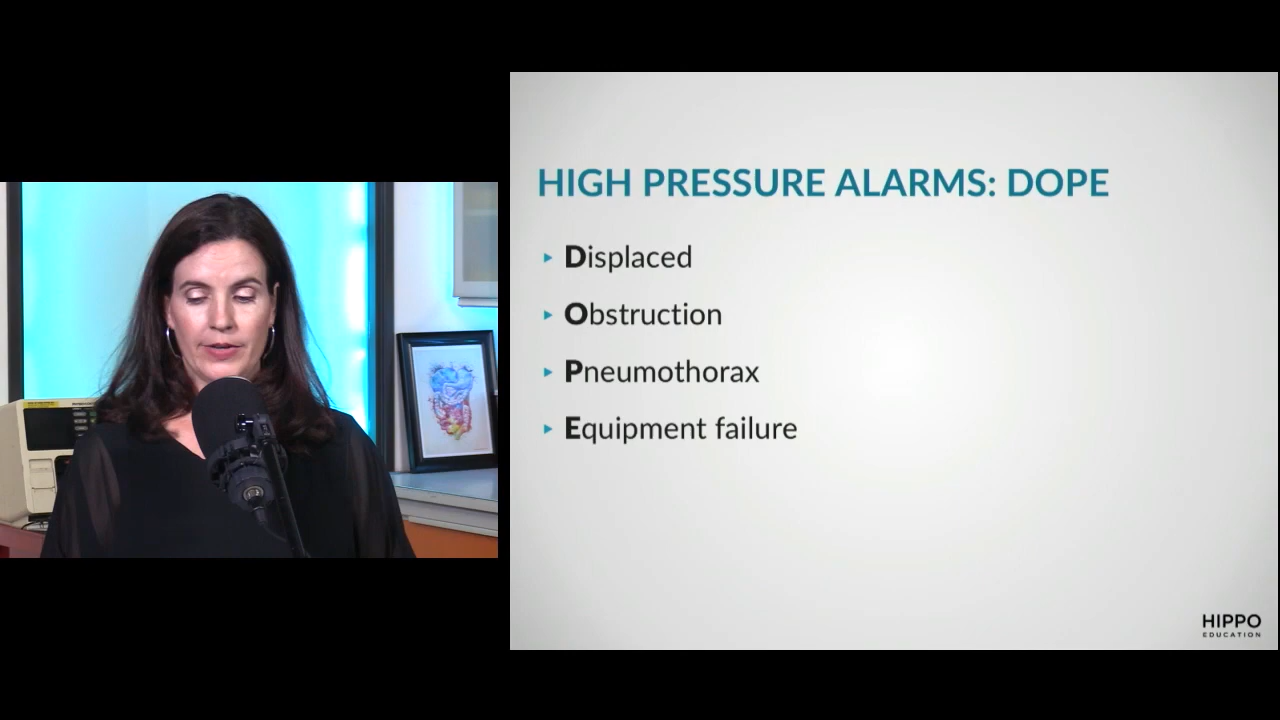 HIGH PRESSURE ALARMS: DOPE
▸ Displaced
▸ Obstruction
▸ Pneumothorax
▸ Equipment failure
HIPPO
EDUCATION